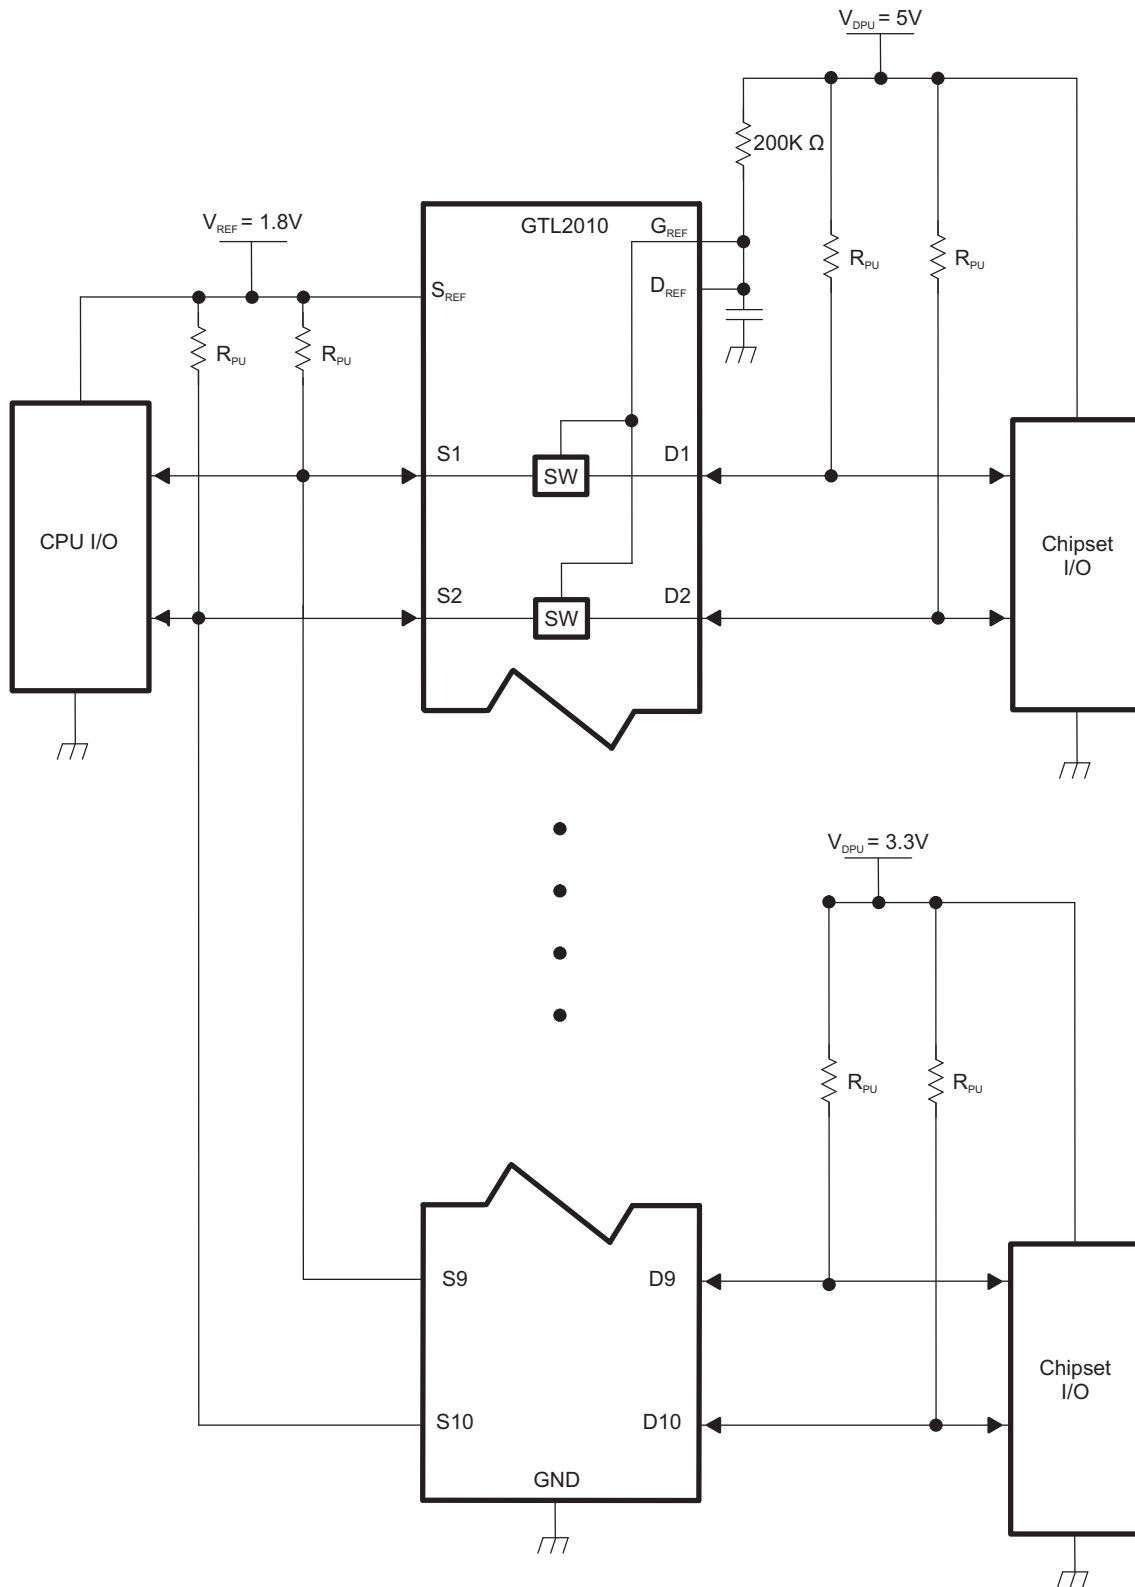 V_DPU = 5V
200K Ω
GTL2010
G_REF
V_REF = 1.8V
R_PU
R_PU
D_REF
S_REF
R_PU
R_PU
S1
D1
SW
CPU I/O
Chipset
I/O
S2
D2
SW
V_DPU = 3.3V
R_PU
R_PU
S9
D9
Chipset
I/O
S10
D10
GND